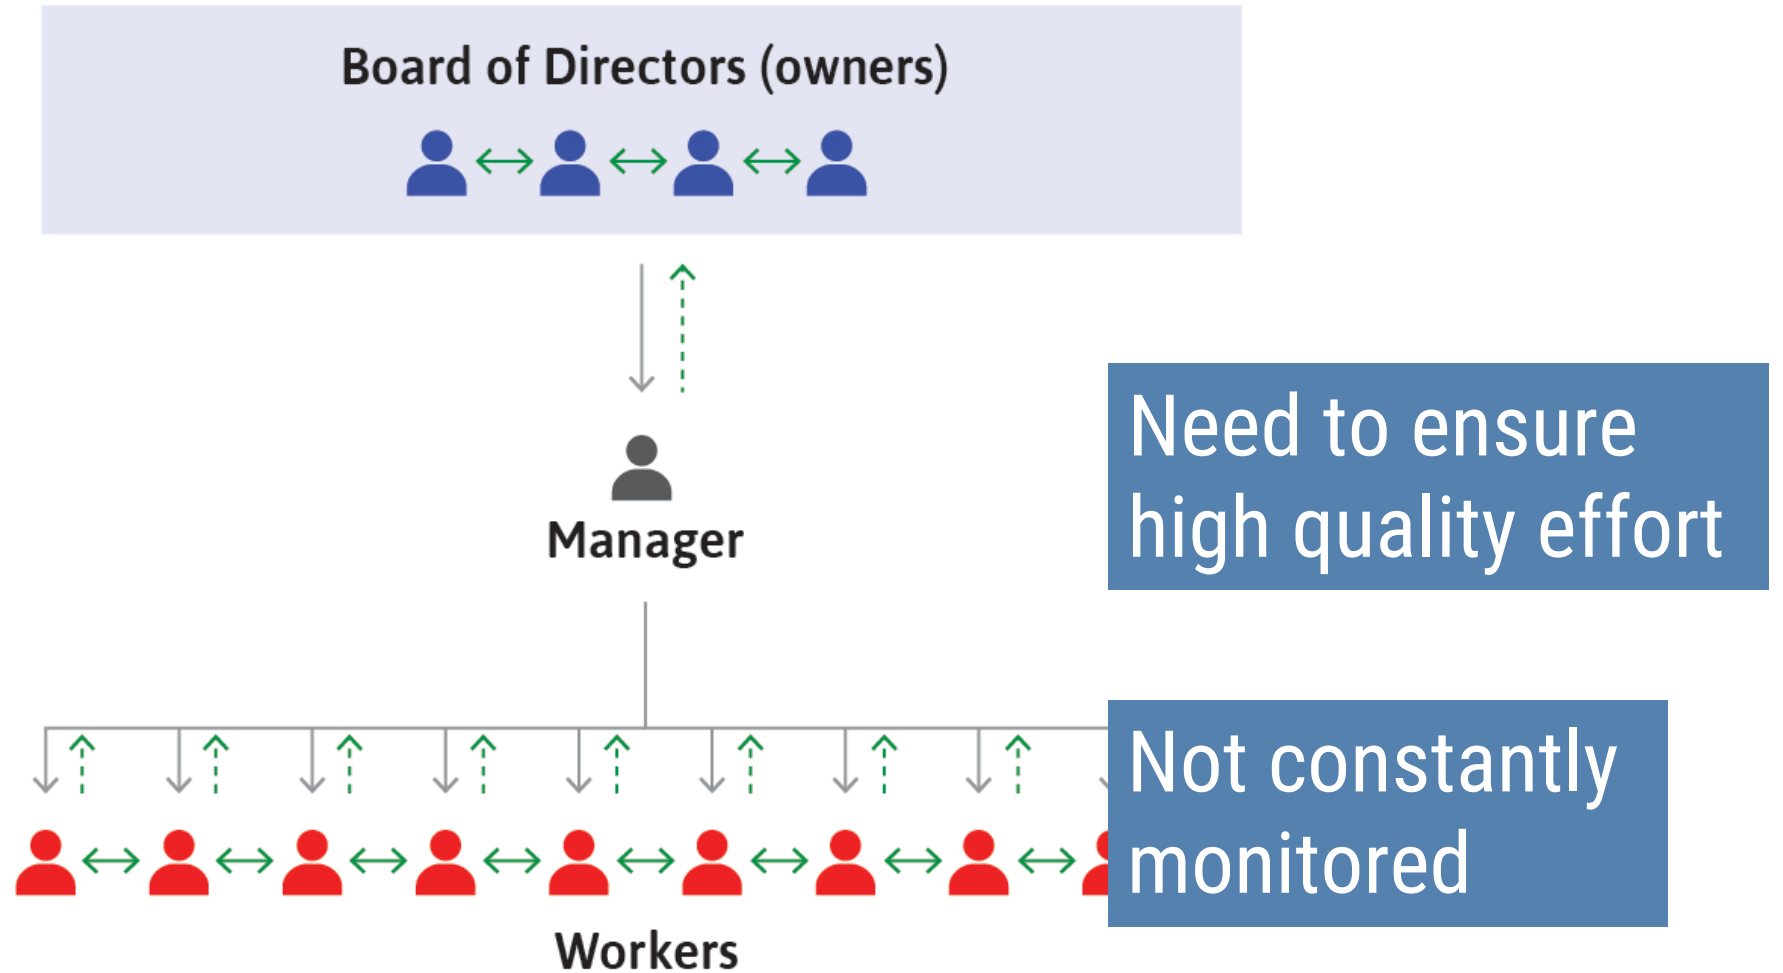 Board of Directors (owners)
Need to ensure
high quality effort
Manager
Not constantly
monitored
Workers